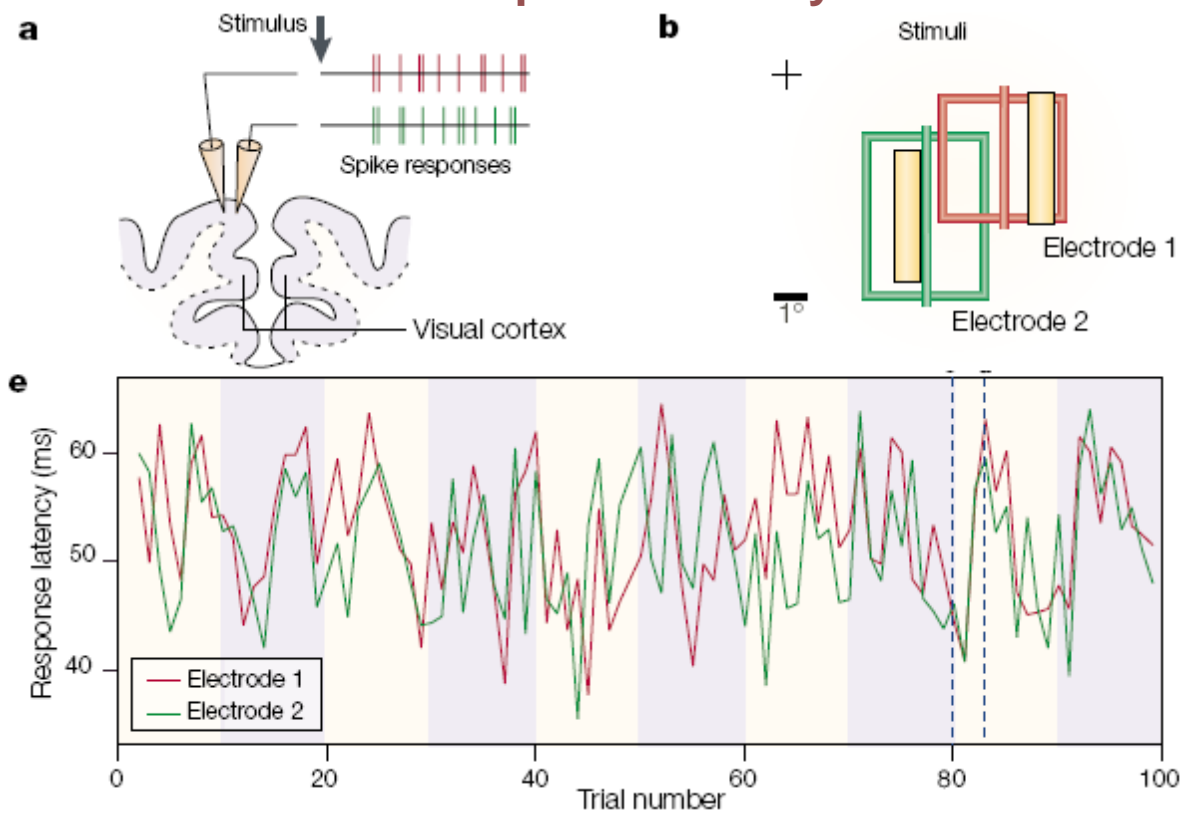 a
Stimulus
Spike responses
Visual cortex
b
Stimuli
Electrode 1
Electrode 2
1°
e
Response latency (ms)
60
50
40
Electrode 1
Electrode 2
0
20
40
60
80
100
Trial number